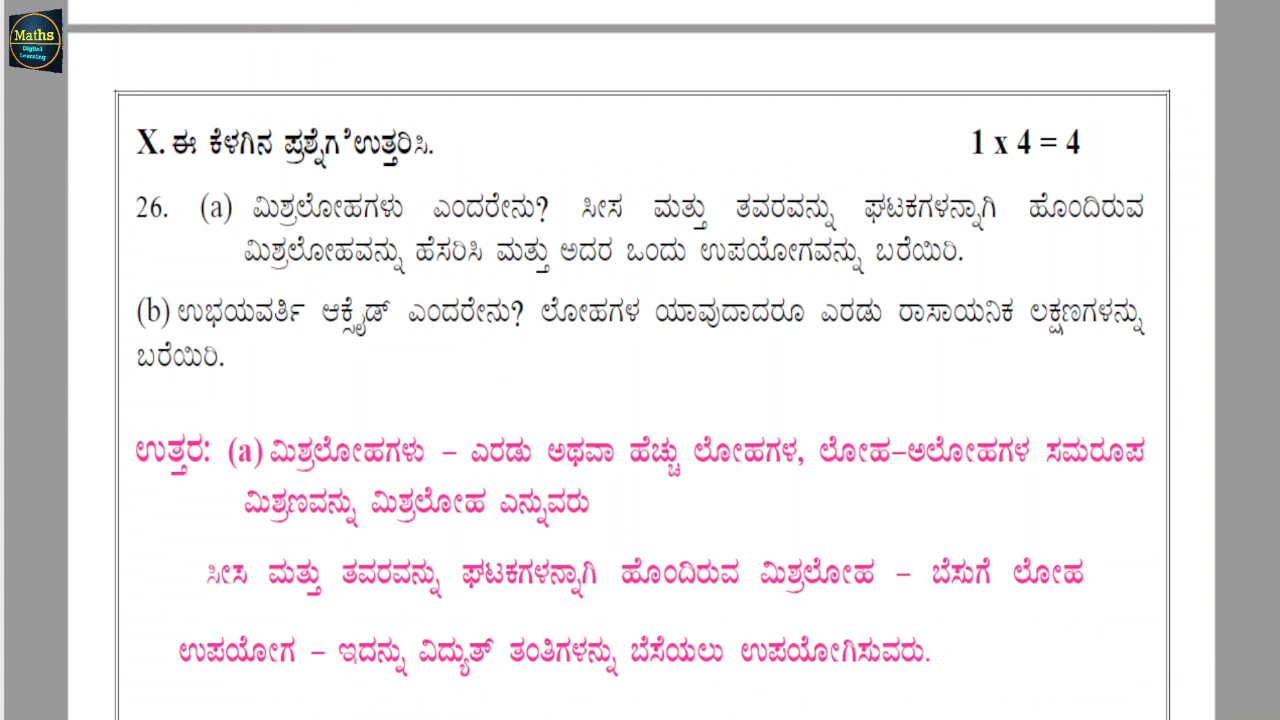 Maths
Digital
Learning
X. ಈ ಕೆಳಗಿನ ಪ್ರಶ್ನೆಗೆ ಉತ್ತರಿಸಿ. 1 x 4 = 4
26. (a) ಮಿಶ್ರಲೋಹಗಳು ಎಂದರೇನು? ಸೀಸ ಮತ್ತು ತವರವನ್ನು ಘಟಕಗಳನ್ನಾಗಿ ಹೊಂದಿರುವ
ಮಿಶ್ರಲೋಹವನ್ನು ಹೆಸರಿಸಿ ಮತ್ತು ಅದರ ಒಂದು ಉಪಯೋಗವನ್ನು ಬರೆಯಿರಿ.
(b) ಉಭಯವರ್ತಿ ಆಕ್ಸೈಡ್ ಎಂದರೇನು? ಲೋಹಗಳ ಯಾವುದಾದರೂ ಎರಡು ರಾಸಾಯನಿಕ ಲಕ್ಷಣಗಳನ್ನು
ಬರೆಯಿರಿ.
ಉತ್ತರ: (a) ಮಿಶ್ರಲೋಹಗಳು – ಎರಡು ಅಥವಾ ಹೆಚ್ಚು ಲೋಹಗಳ, ಲೋಹ-ಅಲೋಹಗಳ ಸಮರೂಪ
ಮಿಶ್ರಣವನ್ನು ಮಿಶ್ರಲೋಹ ಎನ್ನುವರು
ಸೀಸ ಮತ್ತು ತವರವನ್ನು ಘಟಕಗಳನ್ನಾಗಿ ಹೊಂದಿರುವ ಮಿಶ್ರಲೋಹ – ಬೆಸುಗೆ ಲೋಹ
ಉಪಯೋಗ – ಇದನ್ನು ವಿದ್ಯುತ್ ತಂತಿಗಳನ್ನು ಬೆಸೆಯಲು ಉಪಯೋಗಿಸುವರು.